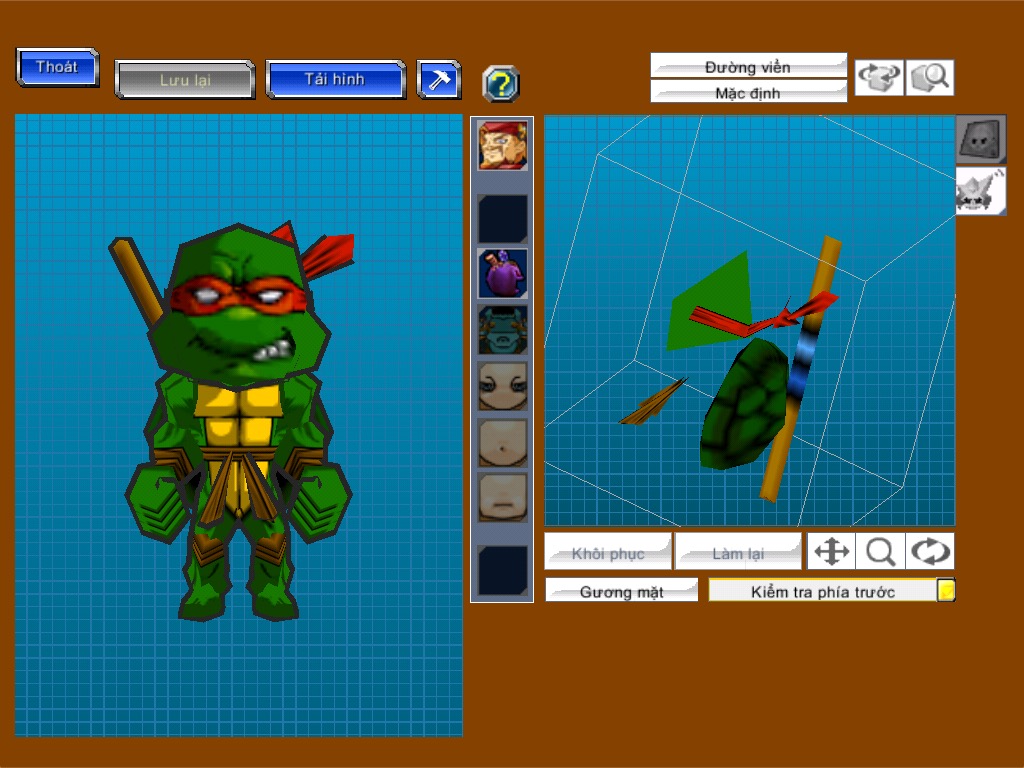 Thoát
Lưu lại
Tải hình
?
Đường viền
Mặc định
Khôi phục
Làm lại
Gương mặt
Kiểm tra phía trước